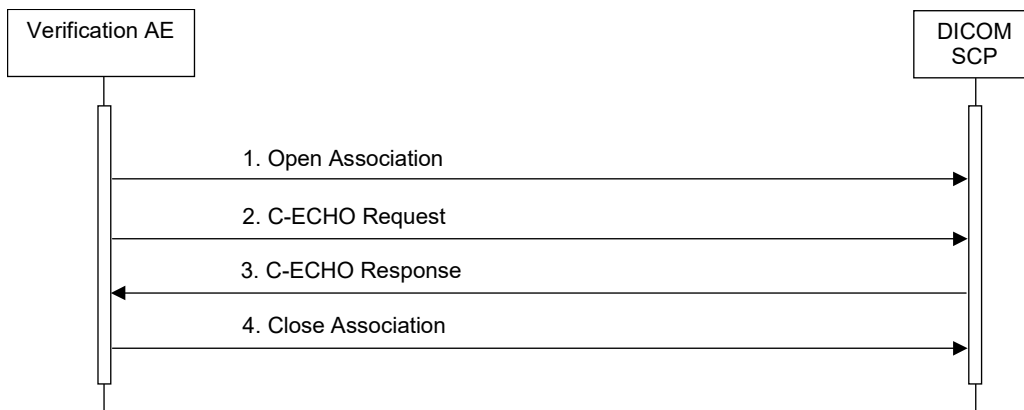 Verification AE
DICOM
SCP
1. Open Association
2. C-ECHO Request
3. C-ECHO Response
4. Close Association